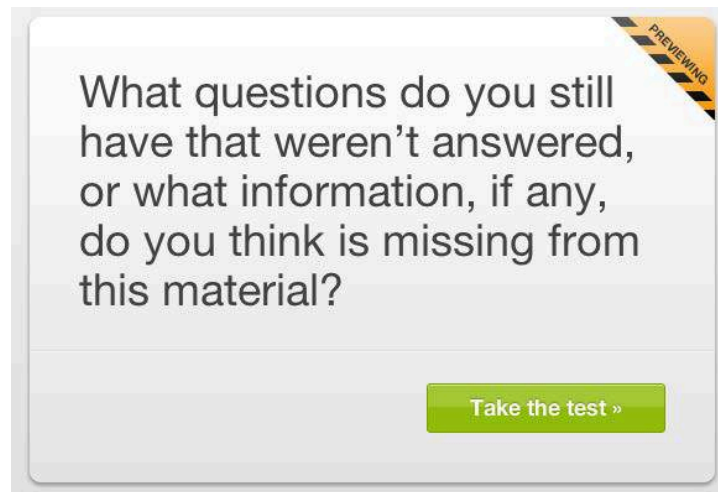 PREVIEWING
What questions do you still
have that weren’t answered,
or what information, if any,
do you think is missing from
this material?
Take the test »